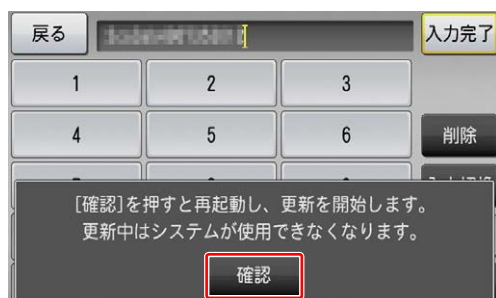 戻る
入力完了
1 2 3
4 5 6 削除
[確認]を押すと再起動し、更新を開始します。
更新中はシステムが使用できなくなります。
確認